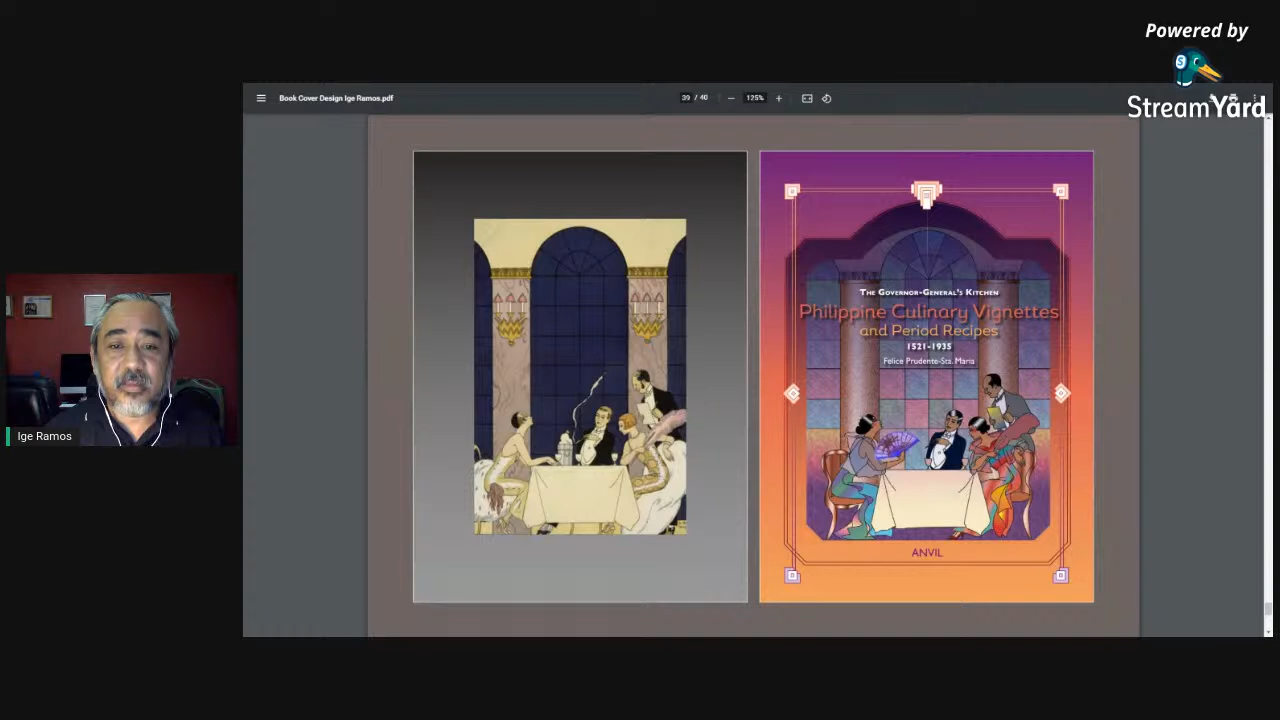 Powered by
StreamYard
Book Cover Design Ige Ramos.pdf
39 / 40
125%
The Governor-General's Kitchen
Philippine Culinary Vignettes
and Period Recipes
1521-1935
Felice Prudente-Sta. Maria
ANVIL
Ige Ramos